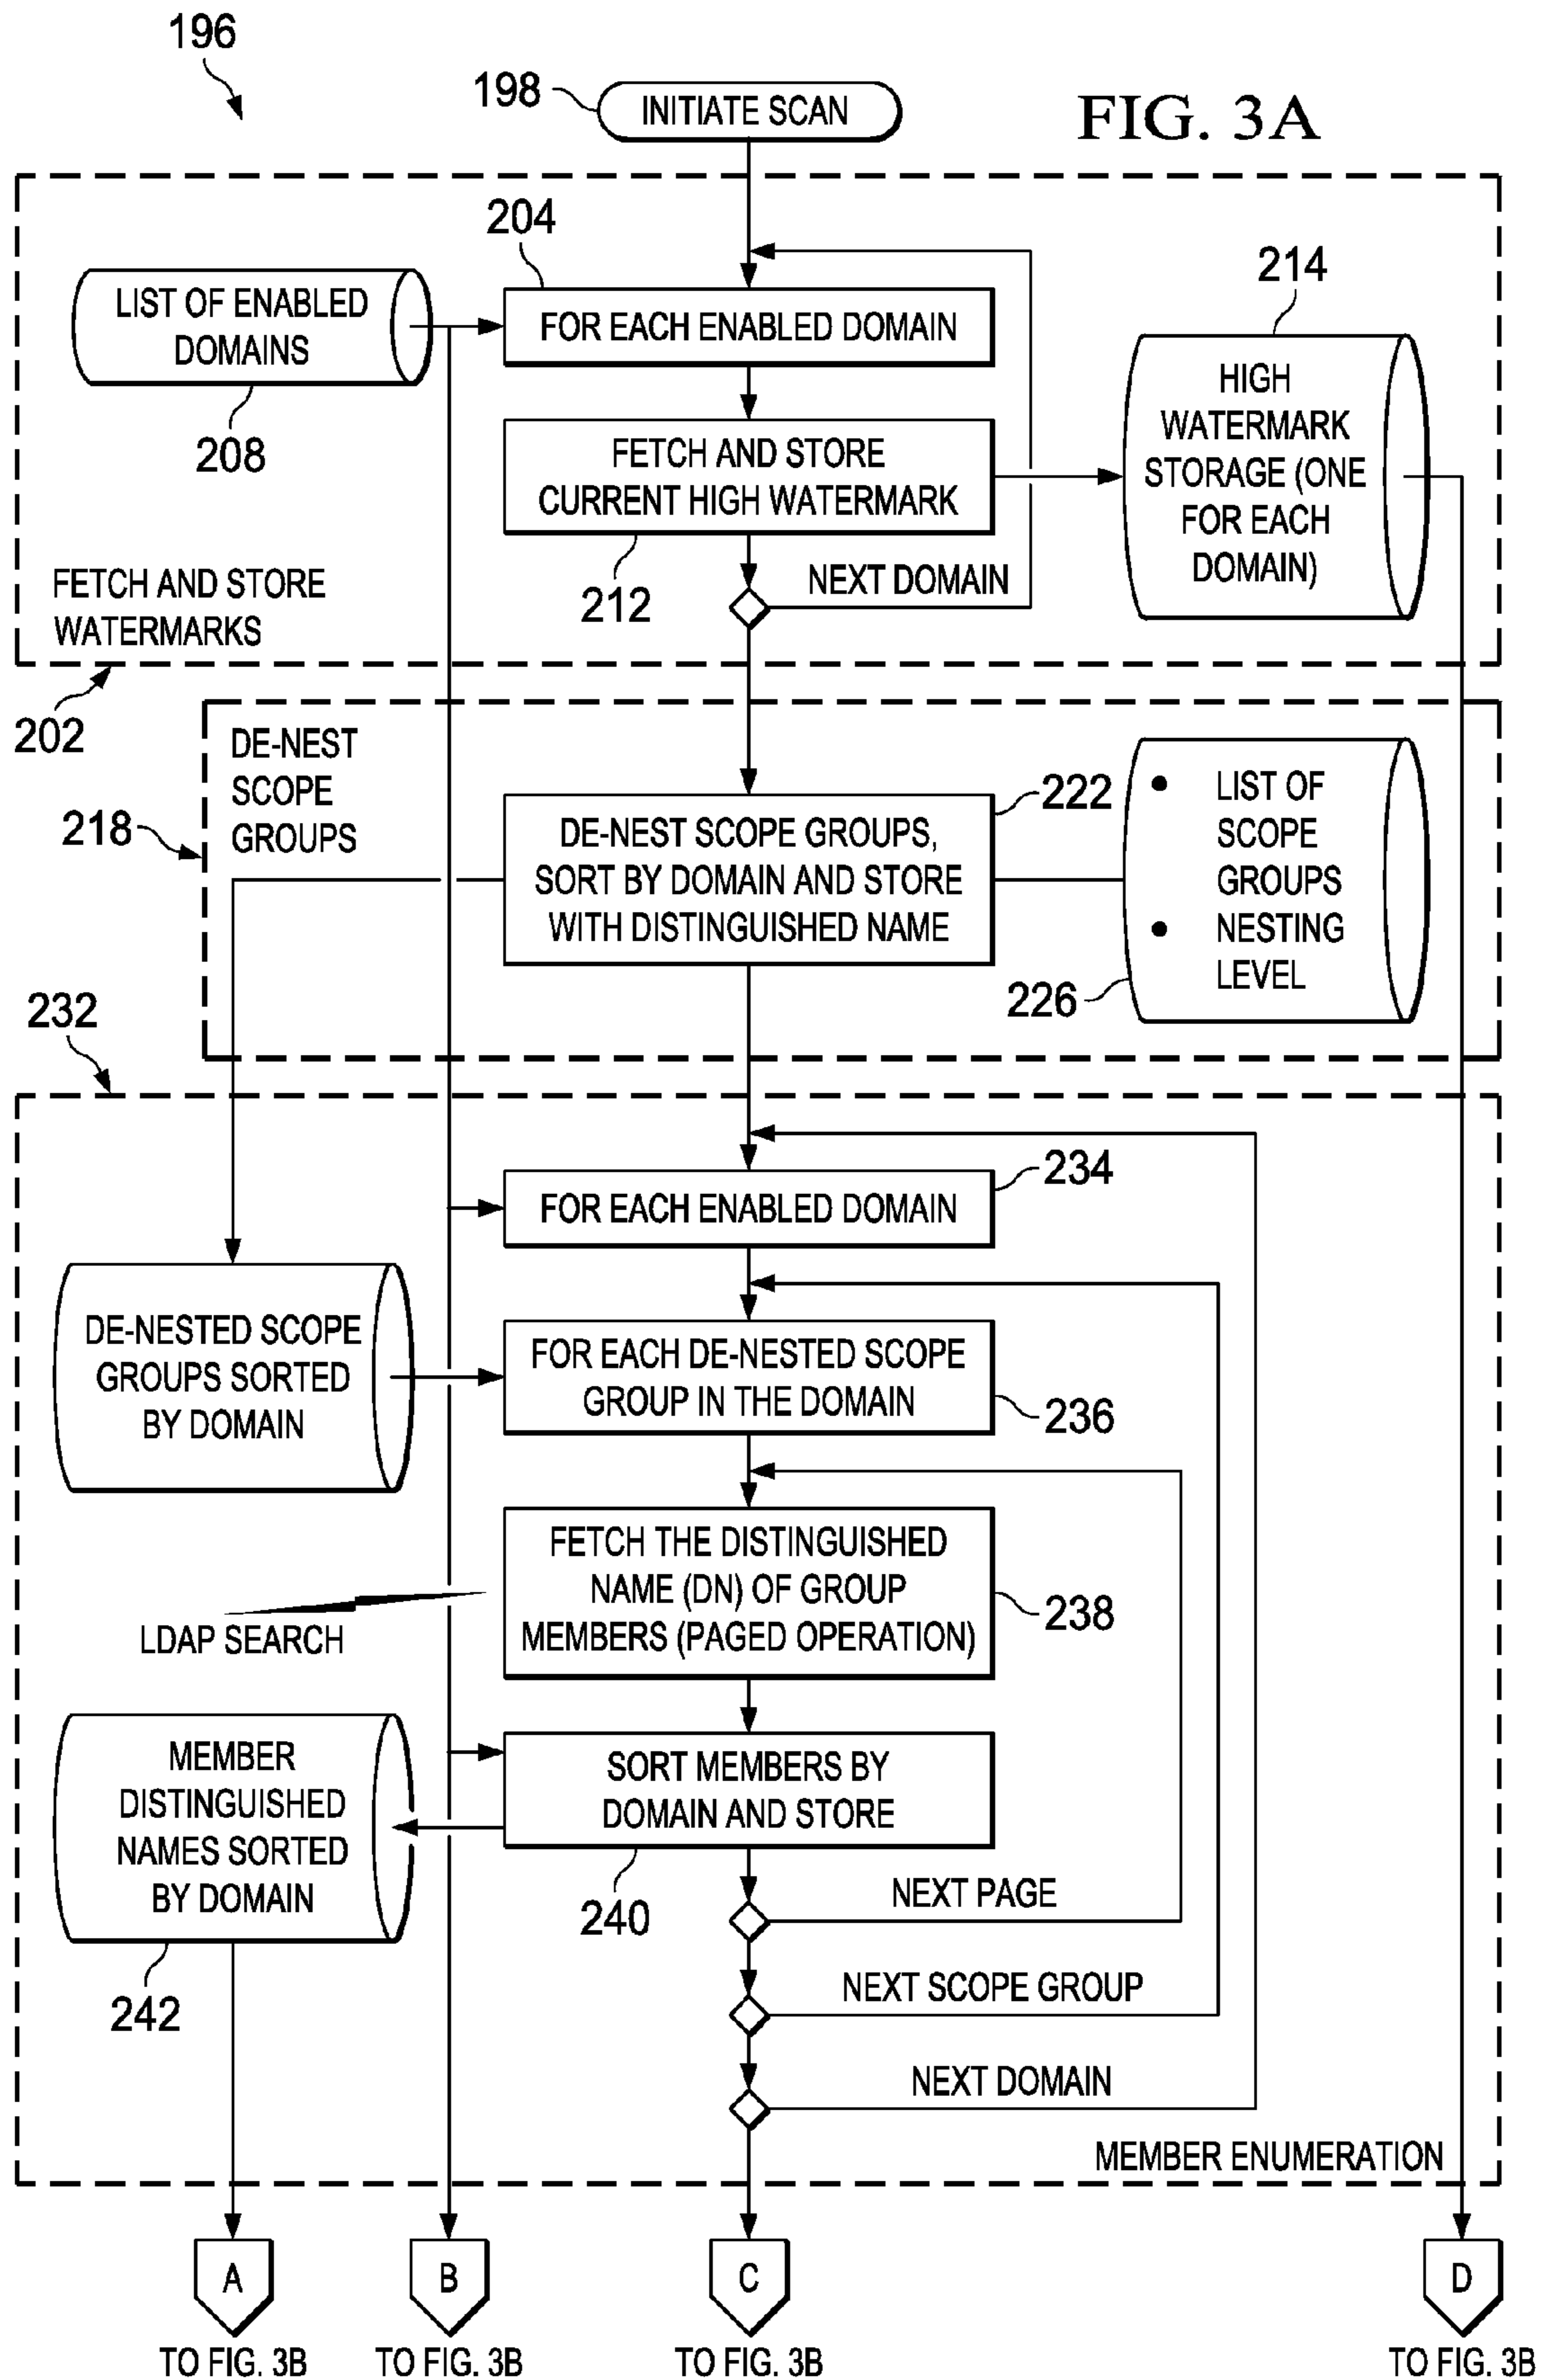 196
198
INITIATE SCAN
FIG. 3A
204
LIST OF ENABLED
DOMAINS
208
FOR EACH ENABLED DOMAIN
214
HIGH
WATERMARK
STORAGE (ONE
FOR EACH
DOMAIN)
FETCH AND STORE
CURRENT HIGH WATERMARK
212
NEXT DOMAIN
FETCH AND STORE
WATERMARKS
202
DE-NEST
SCOPE
GROUPS
218
222
DE-NEST SCOPE GROUPS,
SORT BY DOMAIN AND STORE
WITH DISTINGUISHED NAME
• LIST OF
SCOPE
GROUPS
• NESTING
LEVEL
226
232
234
FOR EACH ENABLED DOMAIN
DE-NESTED SCOPE
GROUPS SORTED
BY DOMAIN
FOR EACH DE-NESTED SCOPE
GROUP IN THE DOMAIN
236
FETCH THE DISTINGUISHED
NAME (DN) OF GROUP
MEMBERS (PAGED OPERATION)
238
LDAP SEARCH
MEMBER
DISTINGUISHED
NAMES SORTED
BY DOMAIN
242
SORT MEMBERS BY
DOMAIN AND STORE
240
NEXT PAGE
NEXT SCOPE GROUP
NEXT DOMAIN
MEMBER ENUMERATION
A
B
C
D
TO FIG. 3B
TO FIG. 3B
TO FIG. 3B
TO FIG. 3B